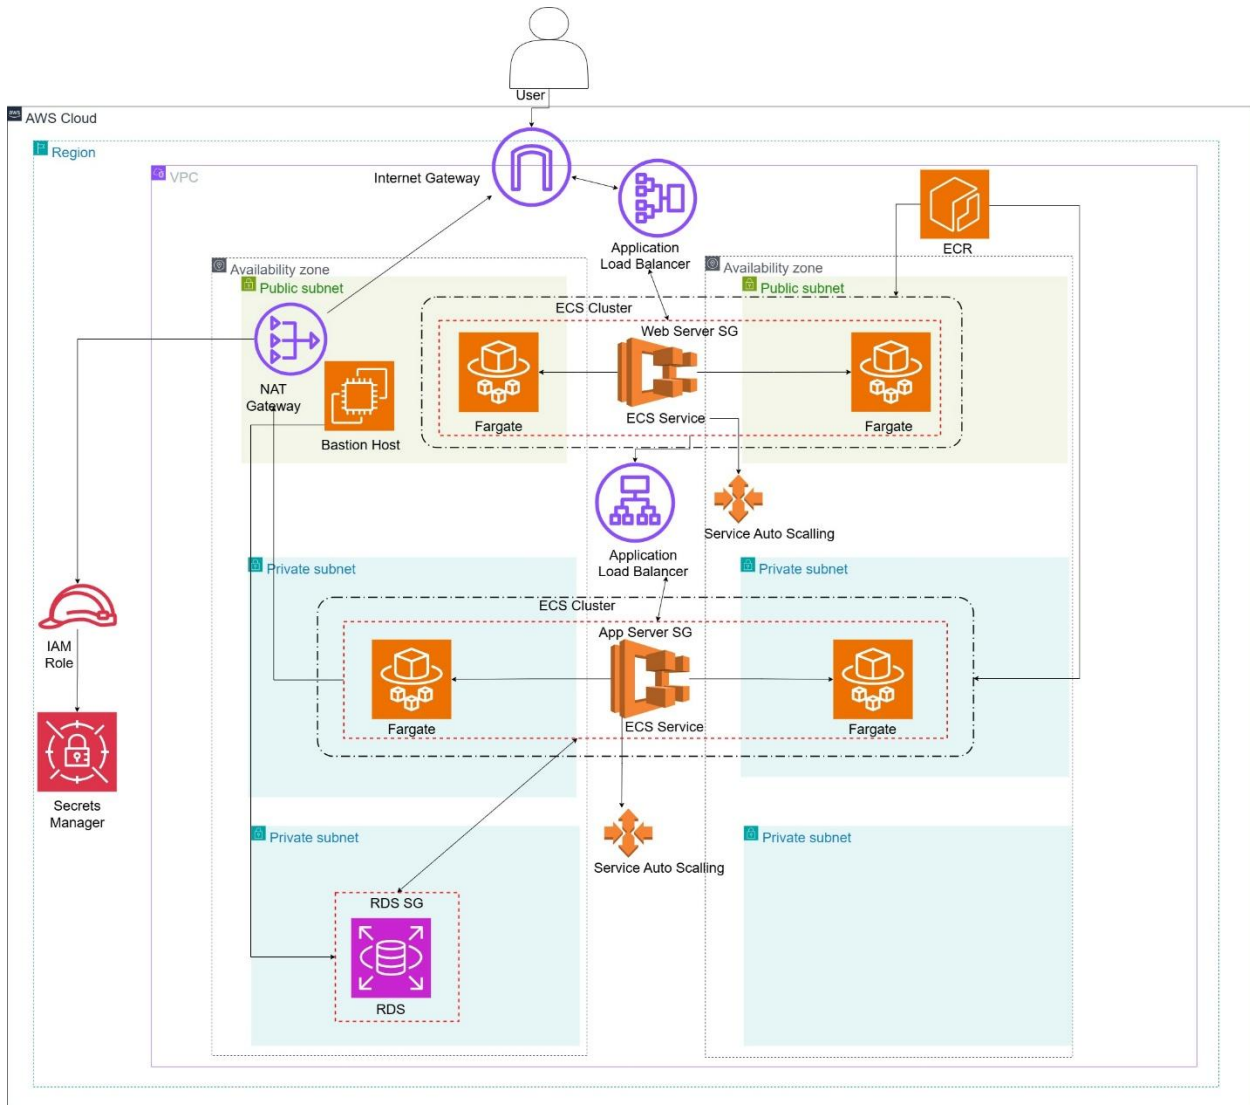 User
AWS Cloud
Region
VPC
Internet Gateway
Application
Load Balancer
ECR
Availability zone
Public subnet
Availability zone
Public subnet
ECS Cluster
Web Server SG
NAT
Gateway
Bastion Host
Fargate
ECS Service
Fargate
Application
Load Balancer
Service Auto Scalling
Private subnet
Private subnet
ECS Cluster
App Server SG
Fargate
ECS Service
Fargate
IAM
Role
Secrets
Manager
Service Auto Scalling
Private subnet
Private subnet
RDS SG
RDS